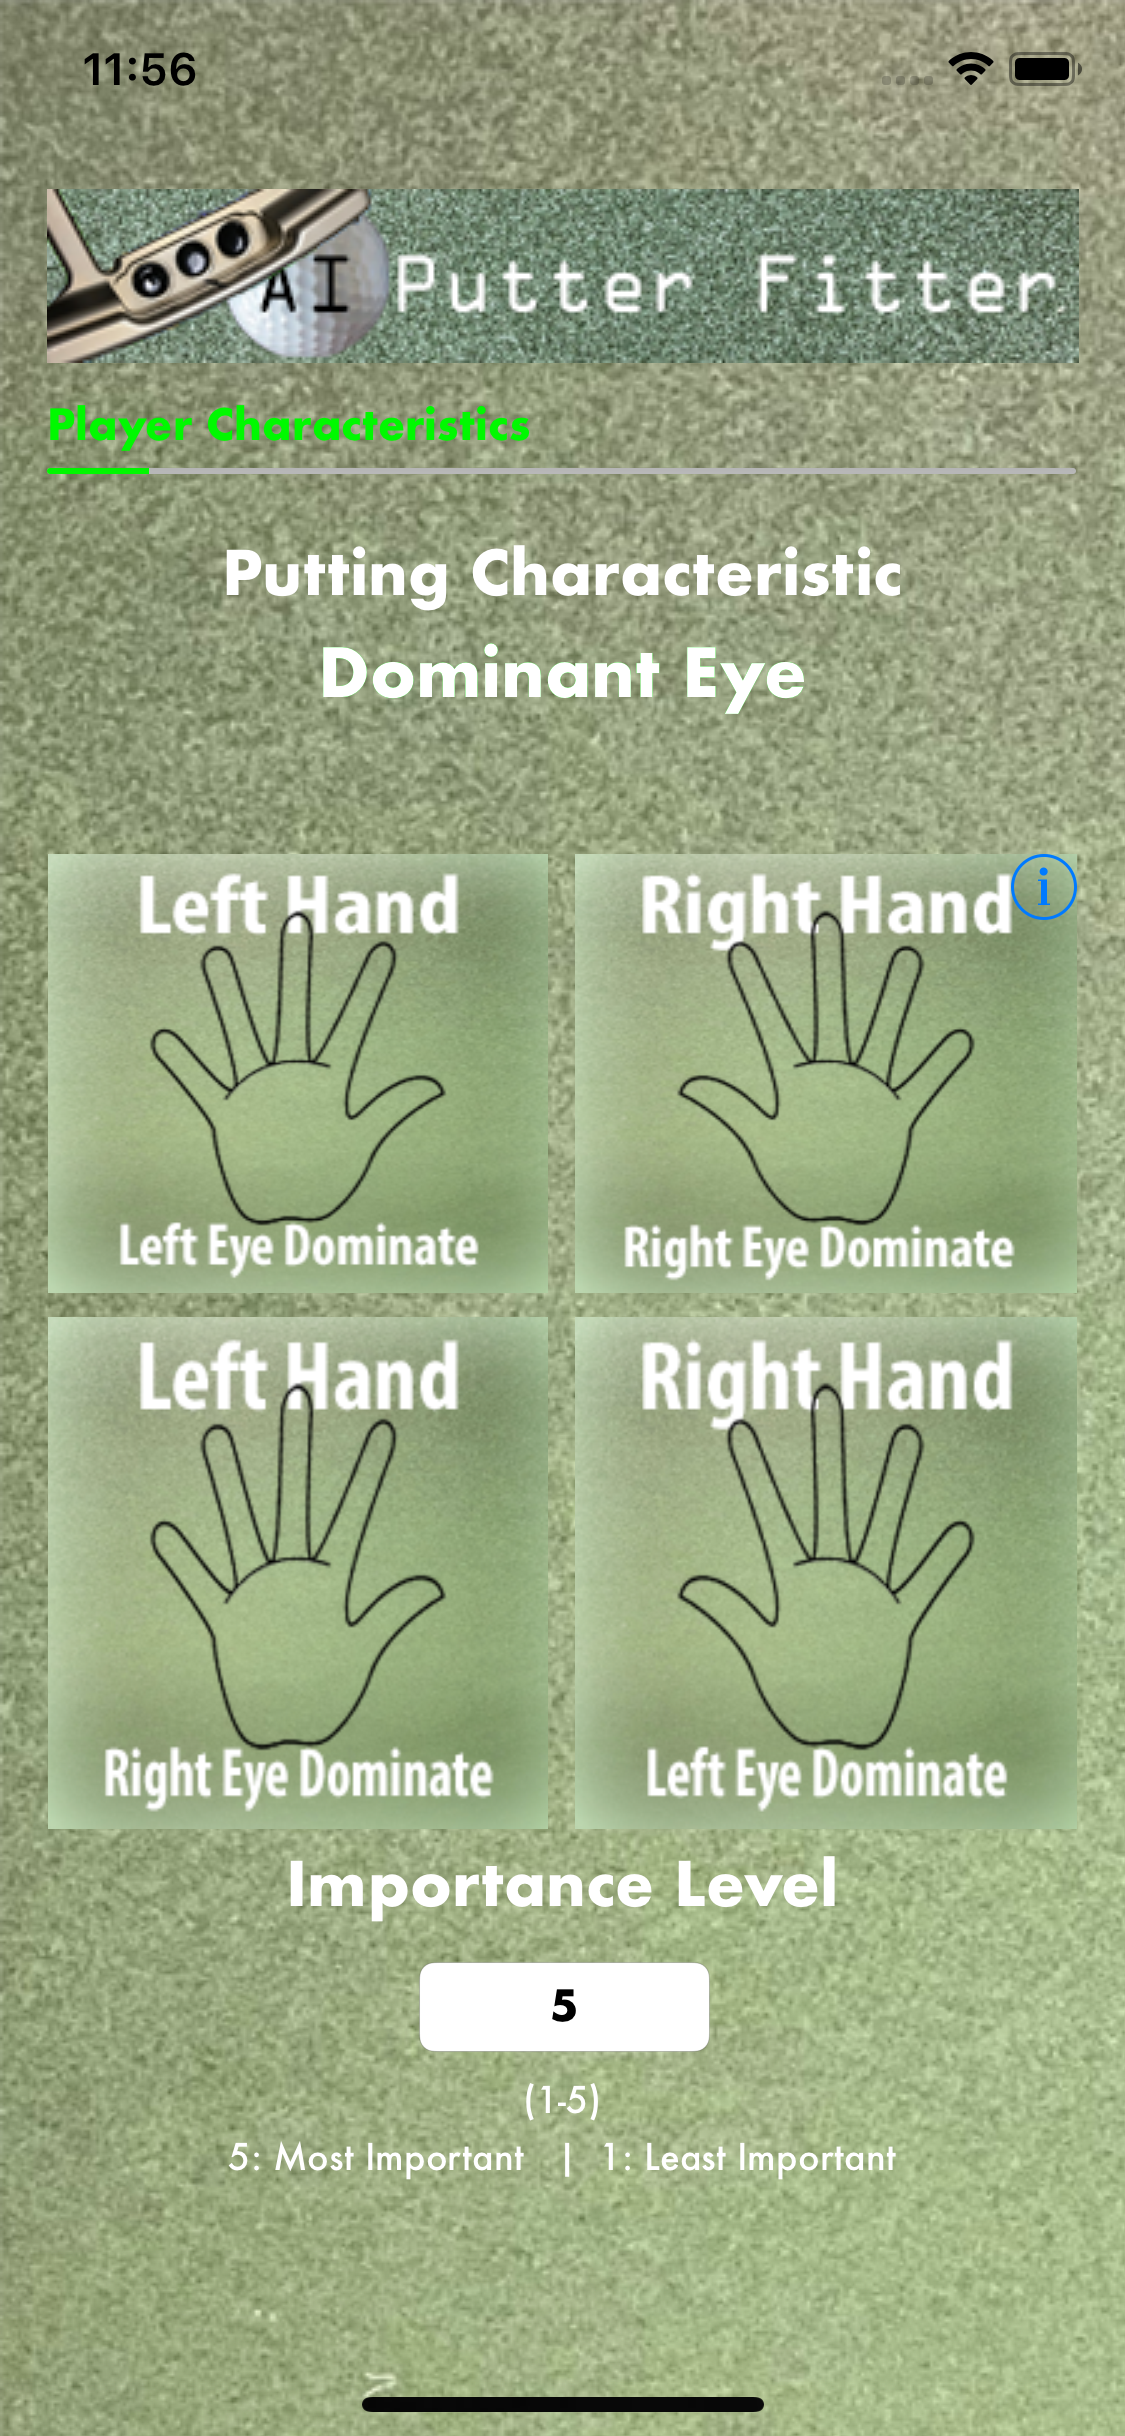 11:56
AI Putter Fitter
Player Characteristics
Putting Characteristic
Dominant Eye
Left Hand
Left Eye Dominate
Right Hand
i
Right Eye Dominate
Left Hand
Right Eye Dominate
Right Hand
Left Eye Dominate
Importance Level
5
(1-5)
5: Most Important | 1: Least Important